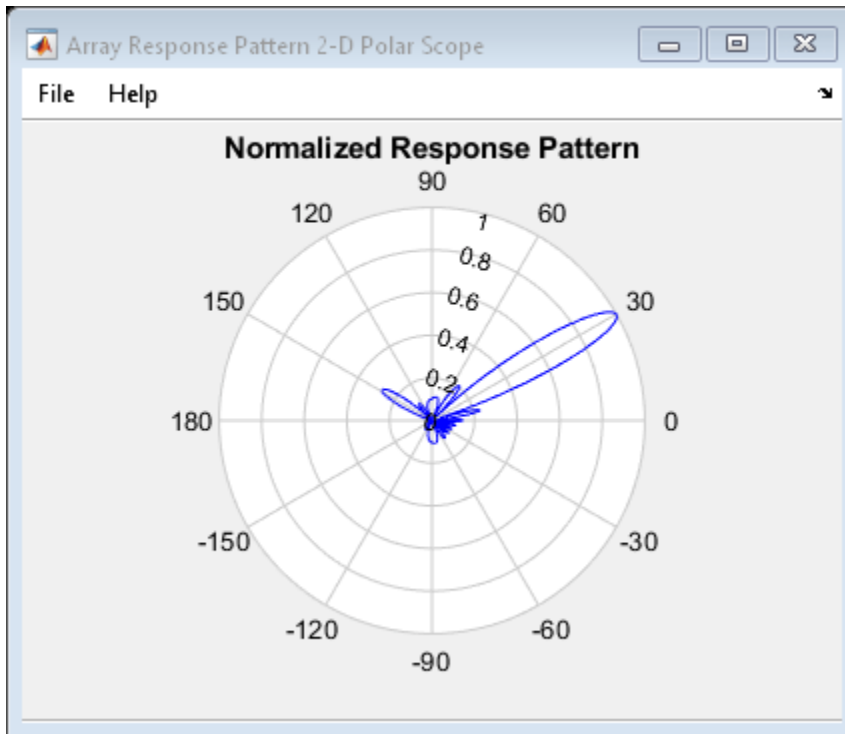 Array Response Pattern 2-D Polar Scope
File Help
Normalized Response Pattern
90
120 60
1
0.8
150 30
0.6
0.4
0.2
180 0 0
-150 -30
-120 -60
-90